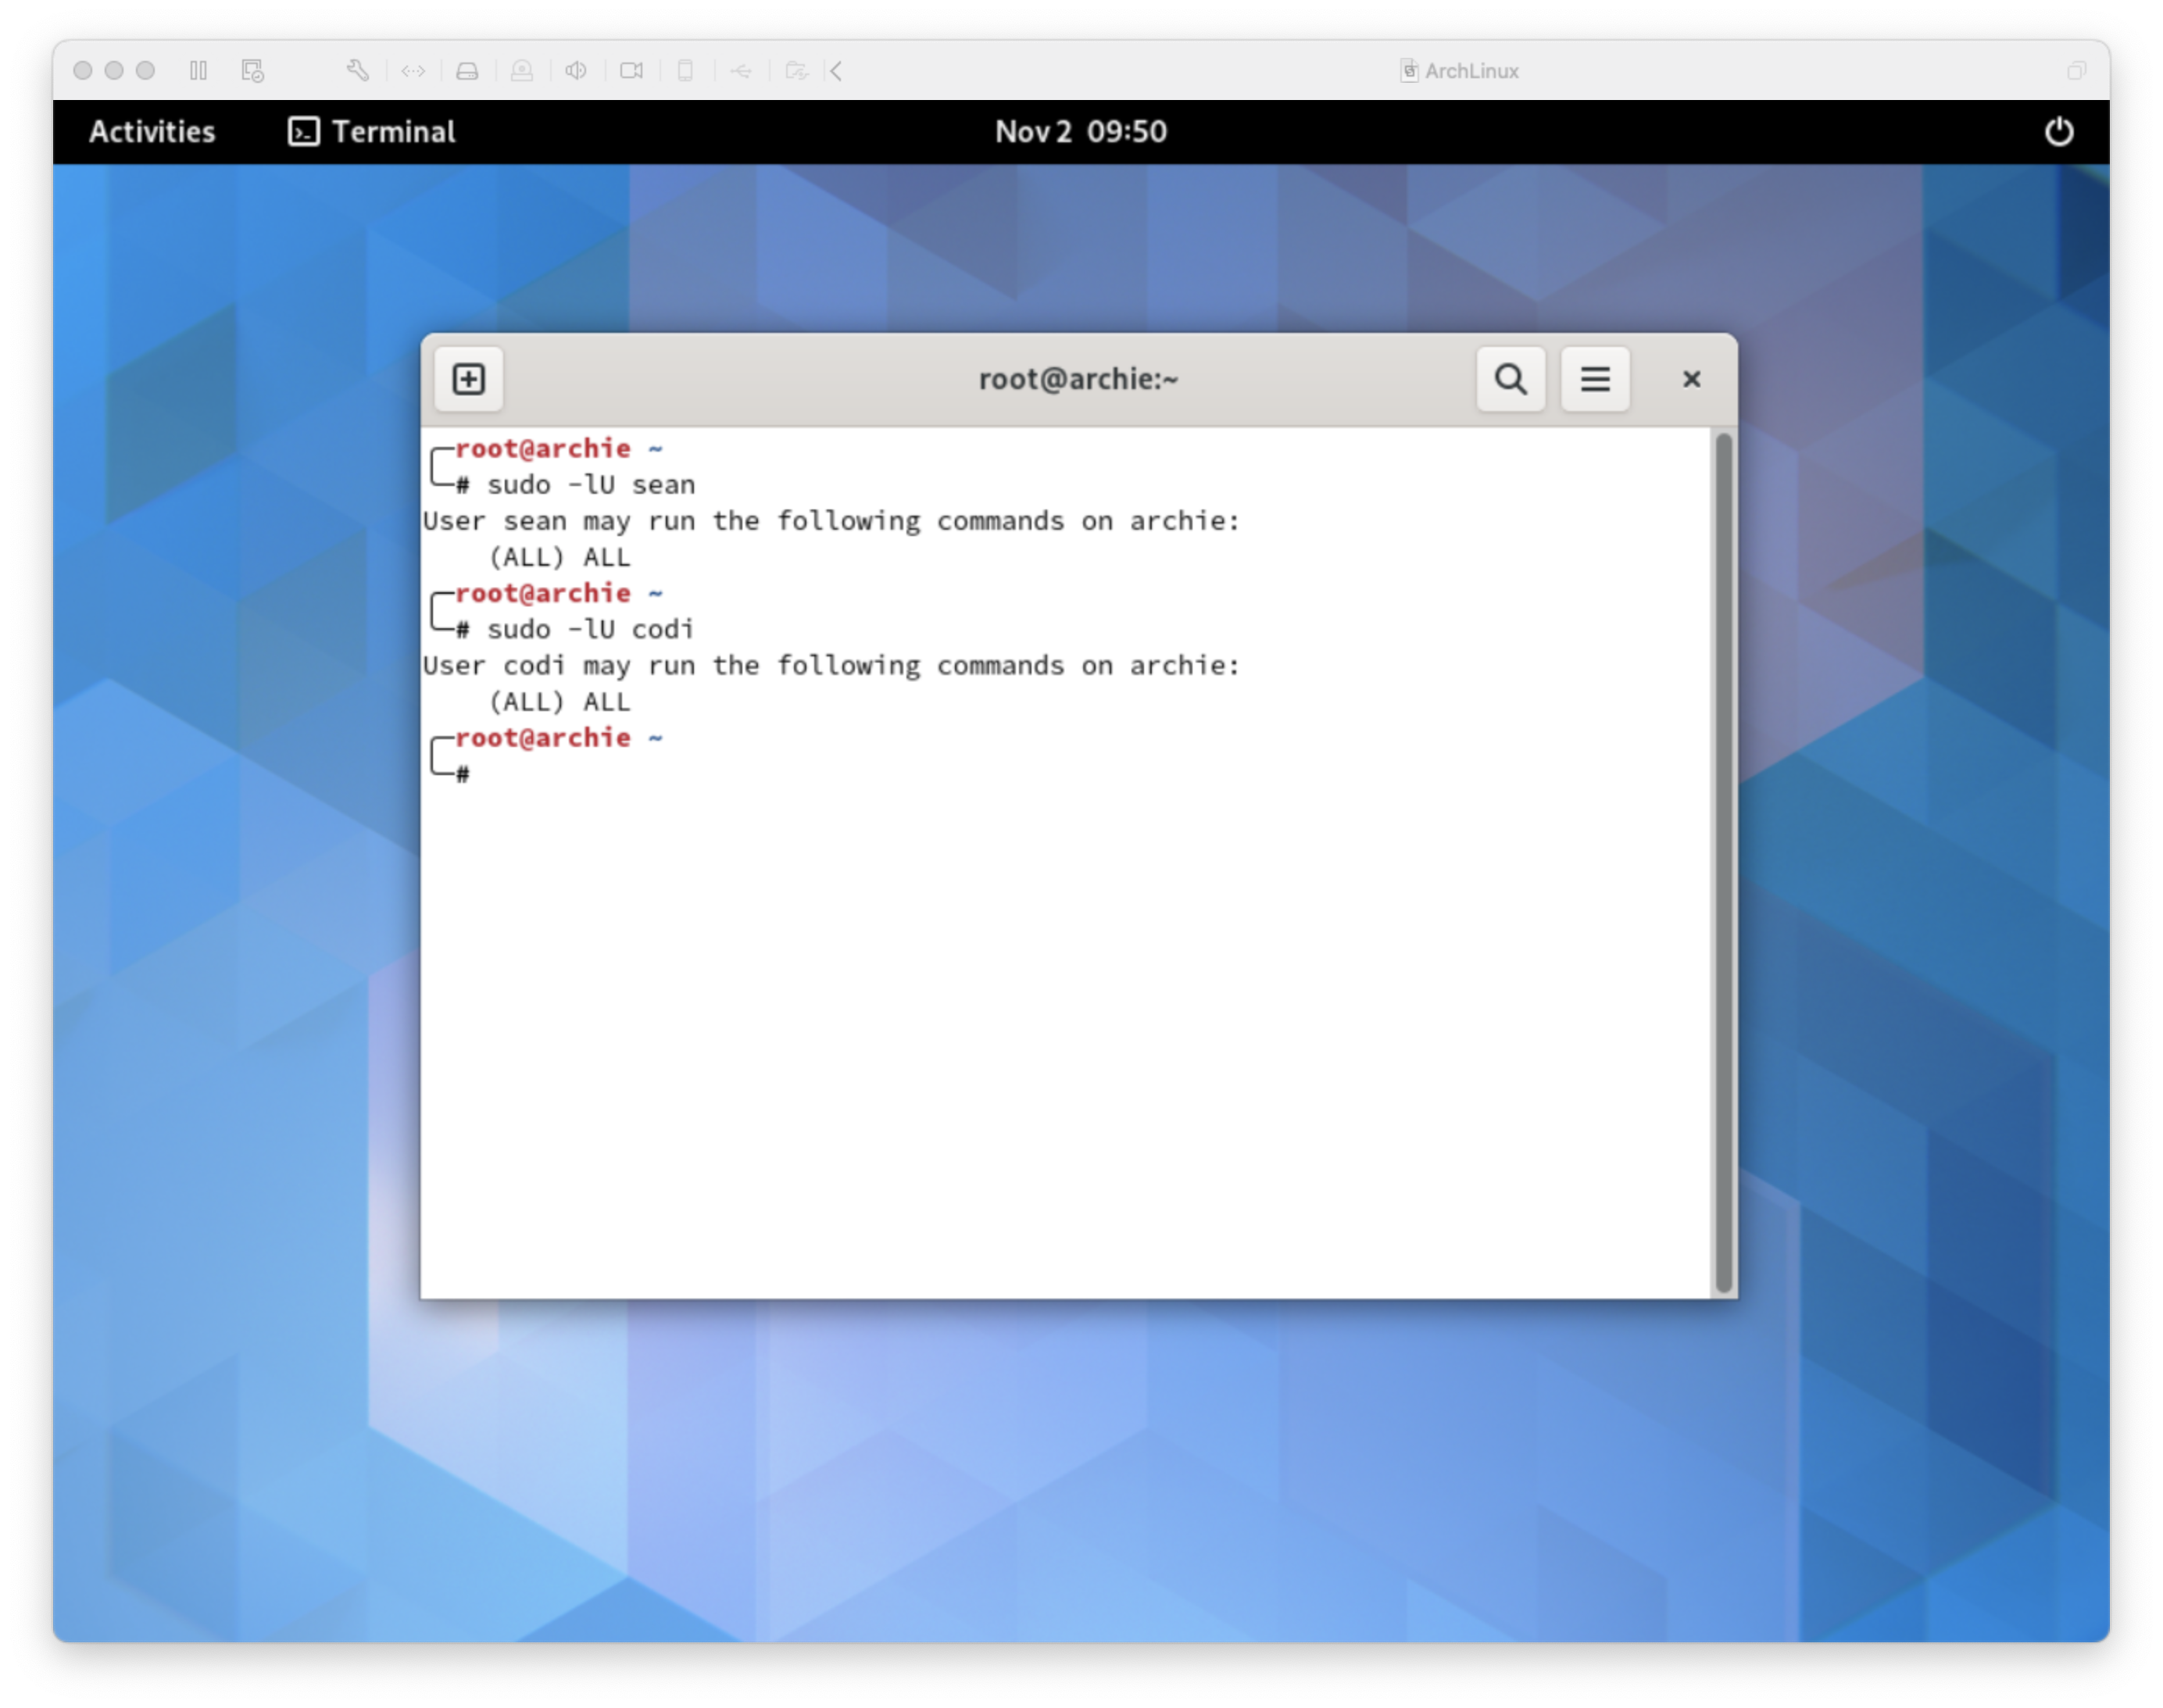 ArchLinux
Activities Terminal Nov 2 09:50
root@archie:~
root@archie ~
# sudo -lU sean
User sean may run the following commands on archie:
(ALL) ALL
root@archie ~
# sudo -lU codi
User codi may run the following commands on archie:
(ALL) ALL
root@archie ~
#